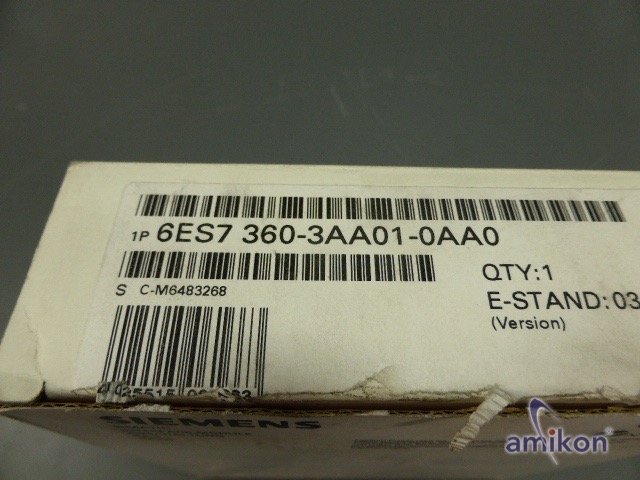 1P 6ES7 360-3AA01-0AA0
QTY:1
S C-M6483268
E-STAND:03
(Version)
SIEMENS
amikon